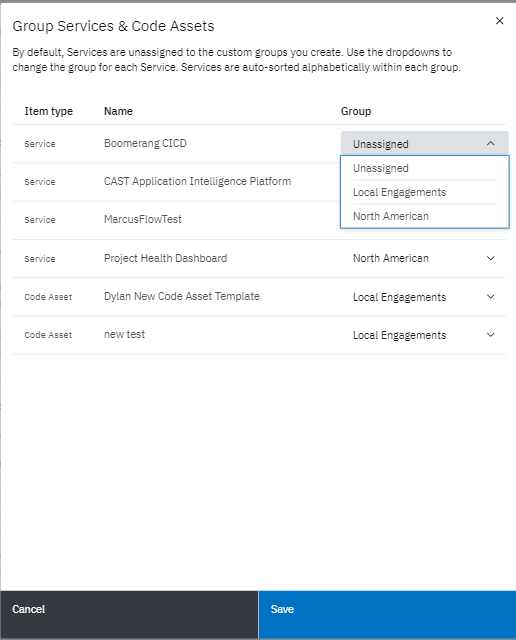 Group Services & Code Assets
By default, Services are unassigned to the custom groups you create. Use the dropdowns to
change the group for each Service. Services are auto-sorted alphabetically within each group.
Item type Name Group
Service Boomerang CICD Unassigned
Unassigned
Service CAST Application Intelligence Platform
Local Engagements
North American
Service MarcusFlowTest
Service Project Health Dashboard North American
Code Asset Dylan New Code Asset Template Local Engagements
Code Asset new test Local Engagements
Cancel Save